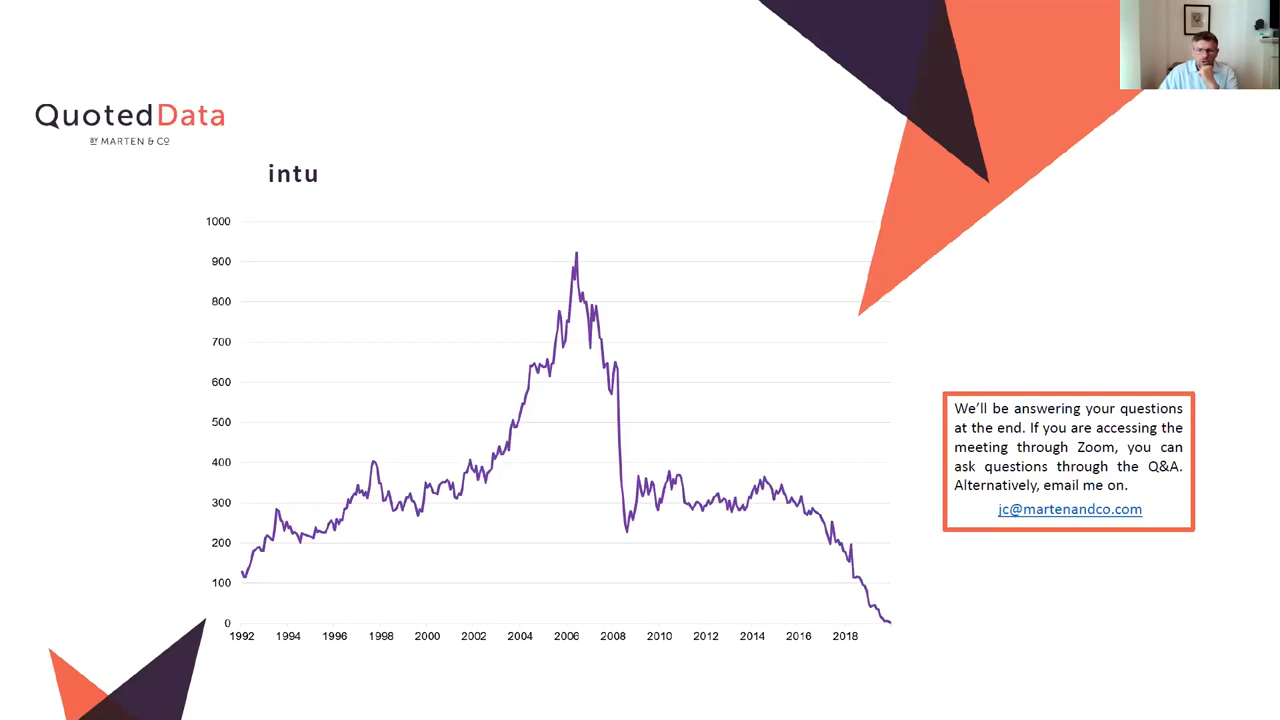 QuotedData
BY MARTEN & CO
intu
1000
900
800
700
600
500
400
300
200
100
0
1992 1994 1996 1998 2000 2002 2004 2006 2008 2010 2012 2014 2016 2018
We'll be answering your questions
at the end. If you are accessing the
meeting through Zoom, you can
ask questions through the Q&A.
Alternatively, email me on.
jc@martenandco.com